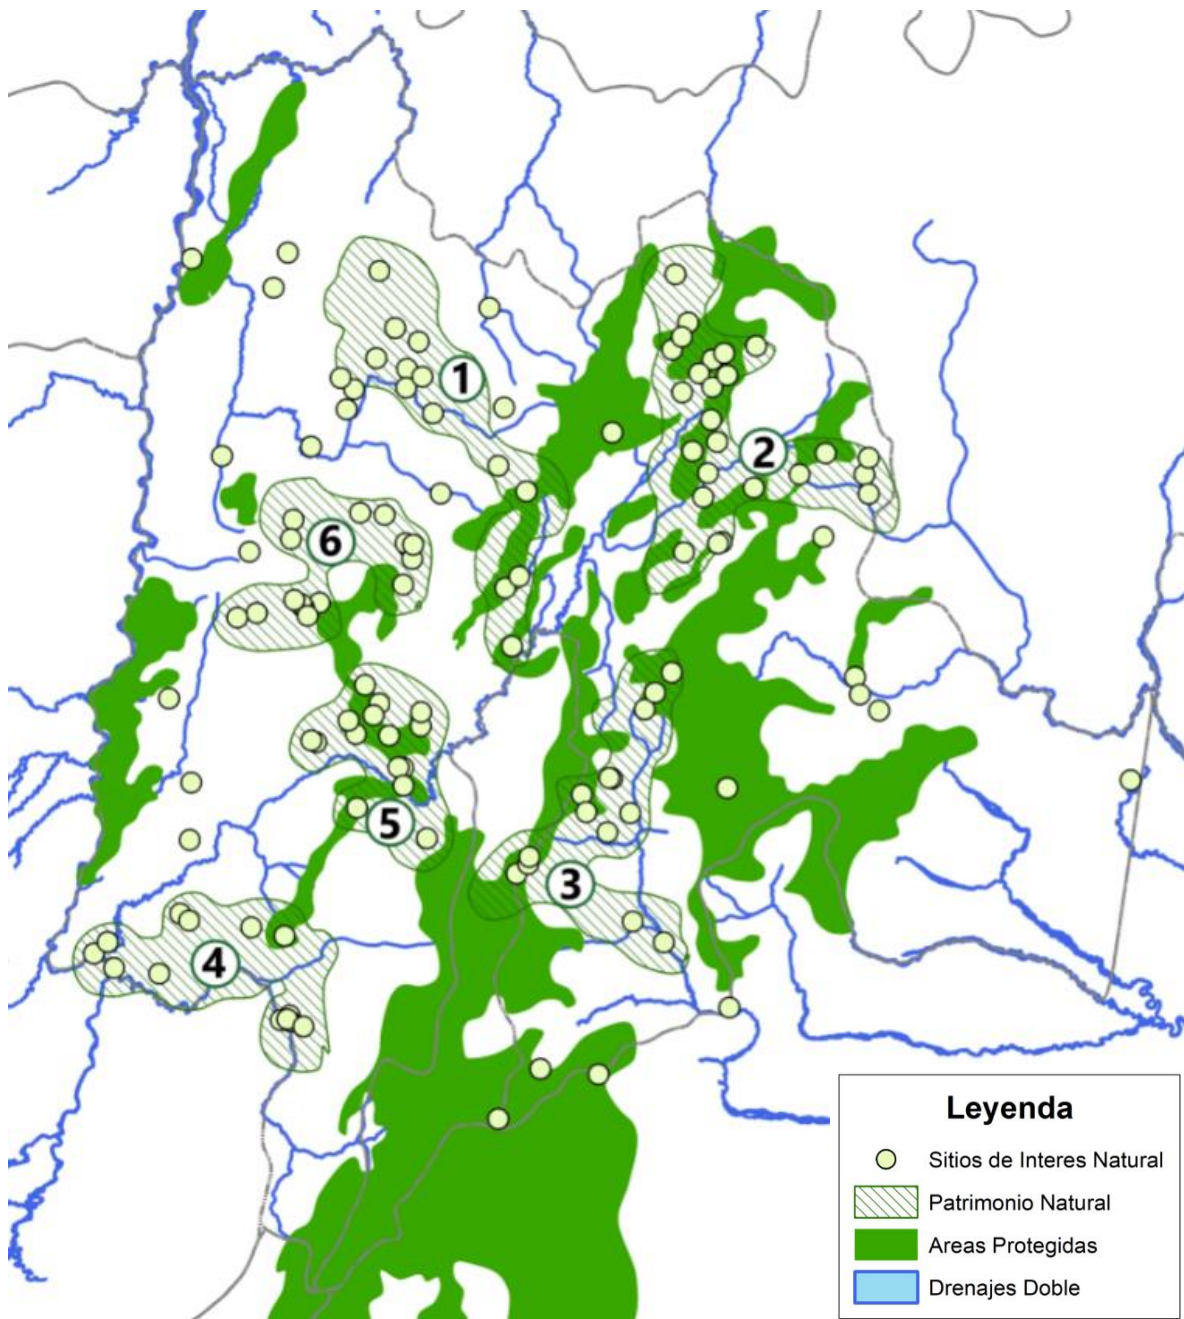 1
2
6
5
3
4
Leyenda
Sitios de Interes Natural
Patrimonio Natural
Areas Protegidas
Drenajes Doble